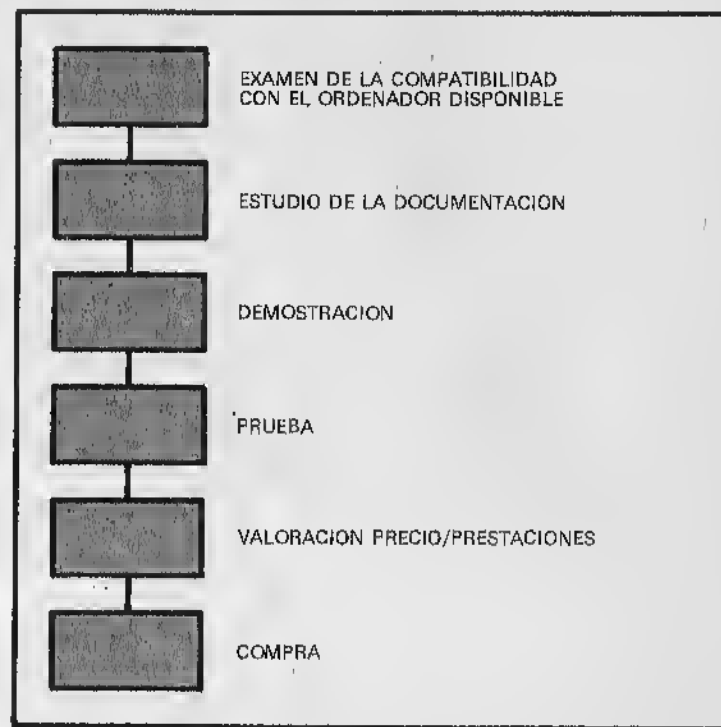 EXAMEN DE LA COMPATIBILIDAD
CON EL ORDENADOR DISPONIBLE
ESTUDIO DE LA DOCUMENTACION
DEMOSTRACION
PRUEBA
VALORACION PRECIO/PRESTACIONES
COMPRA